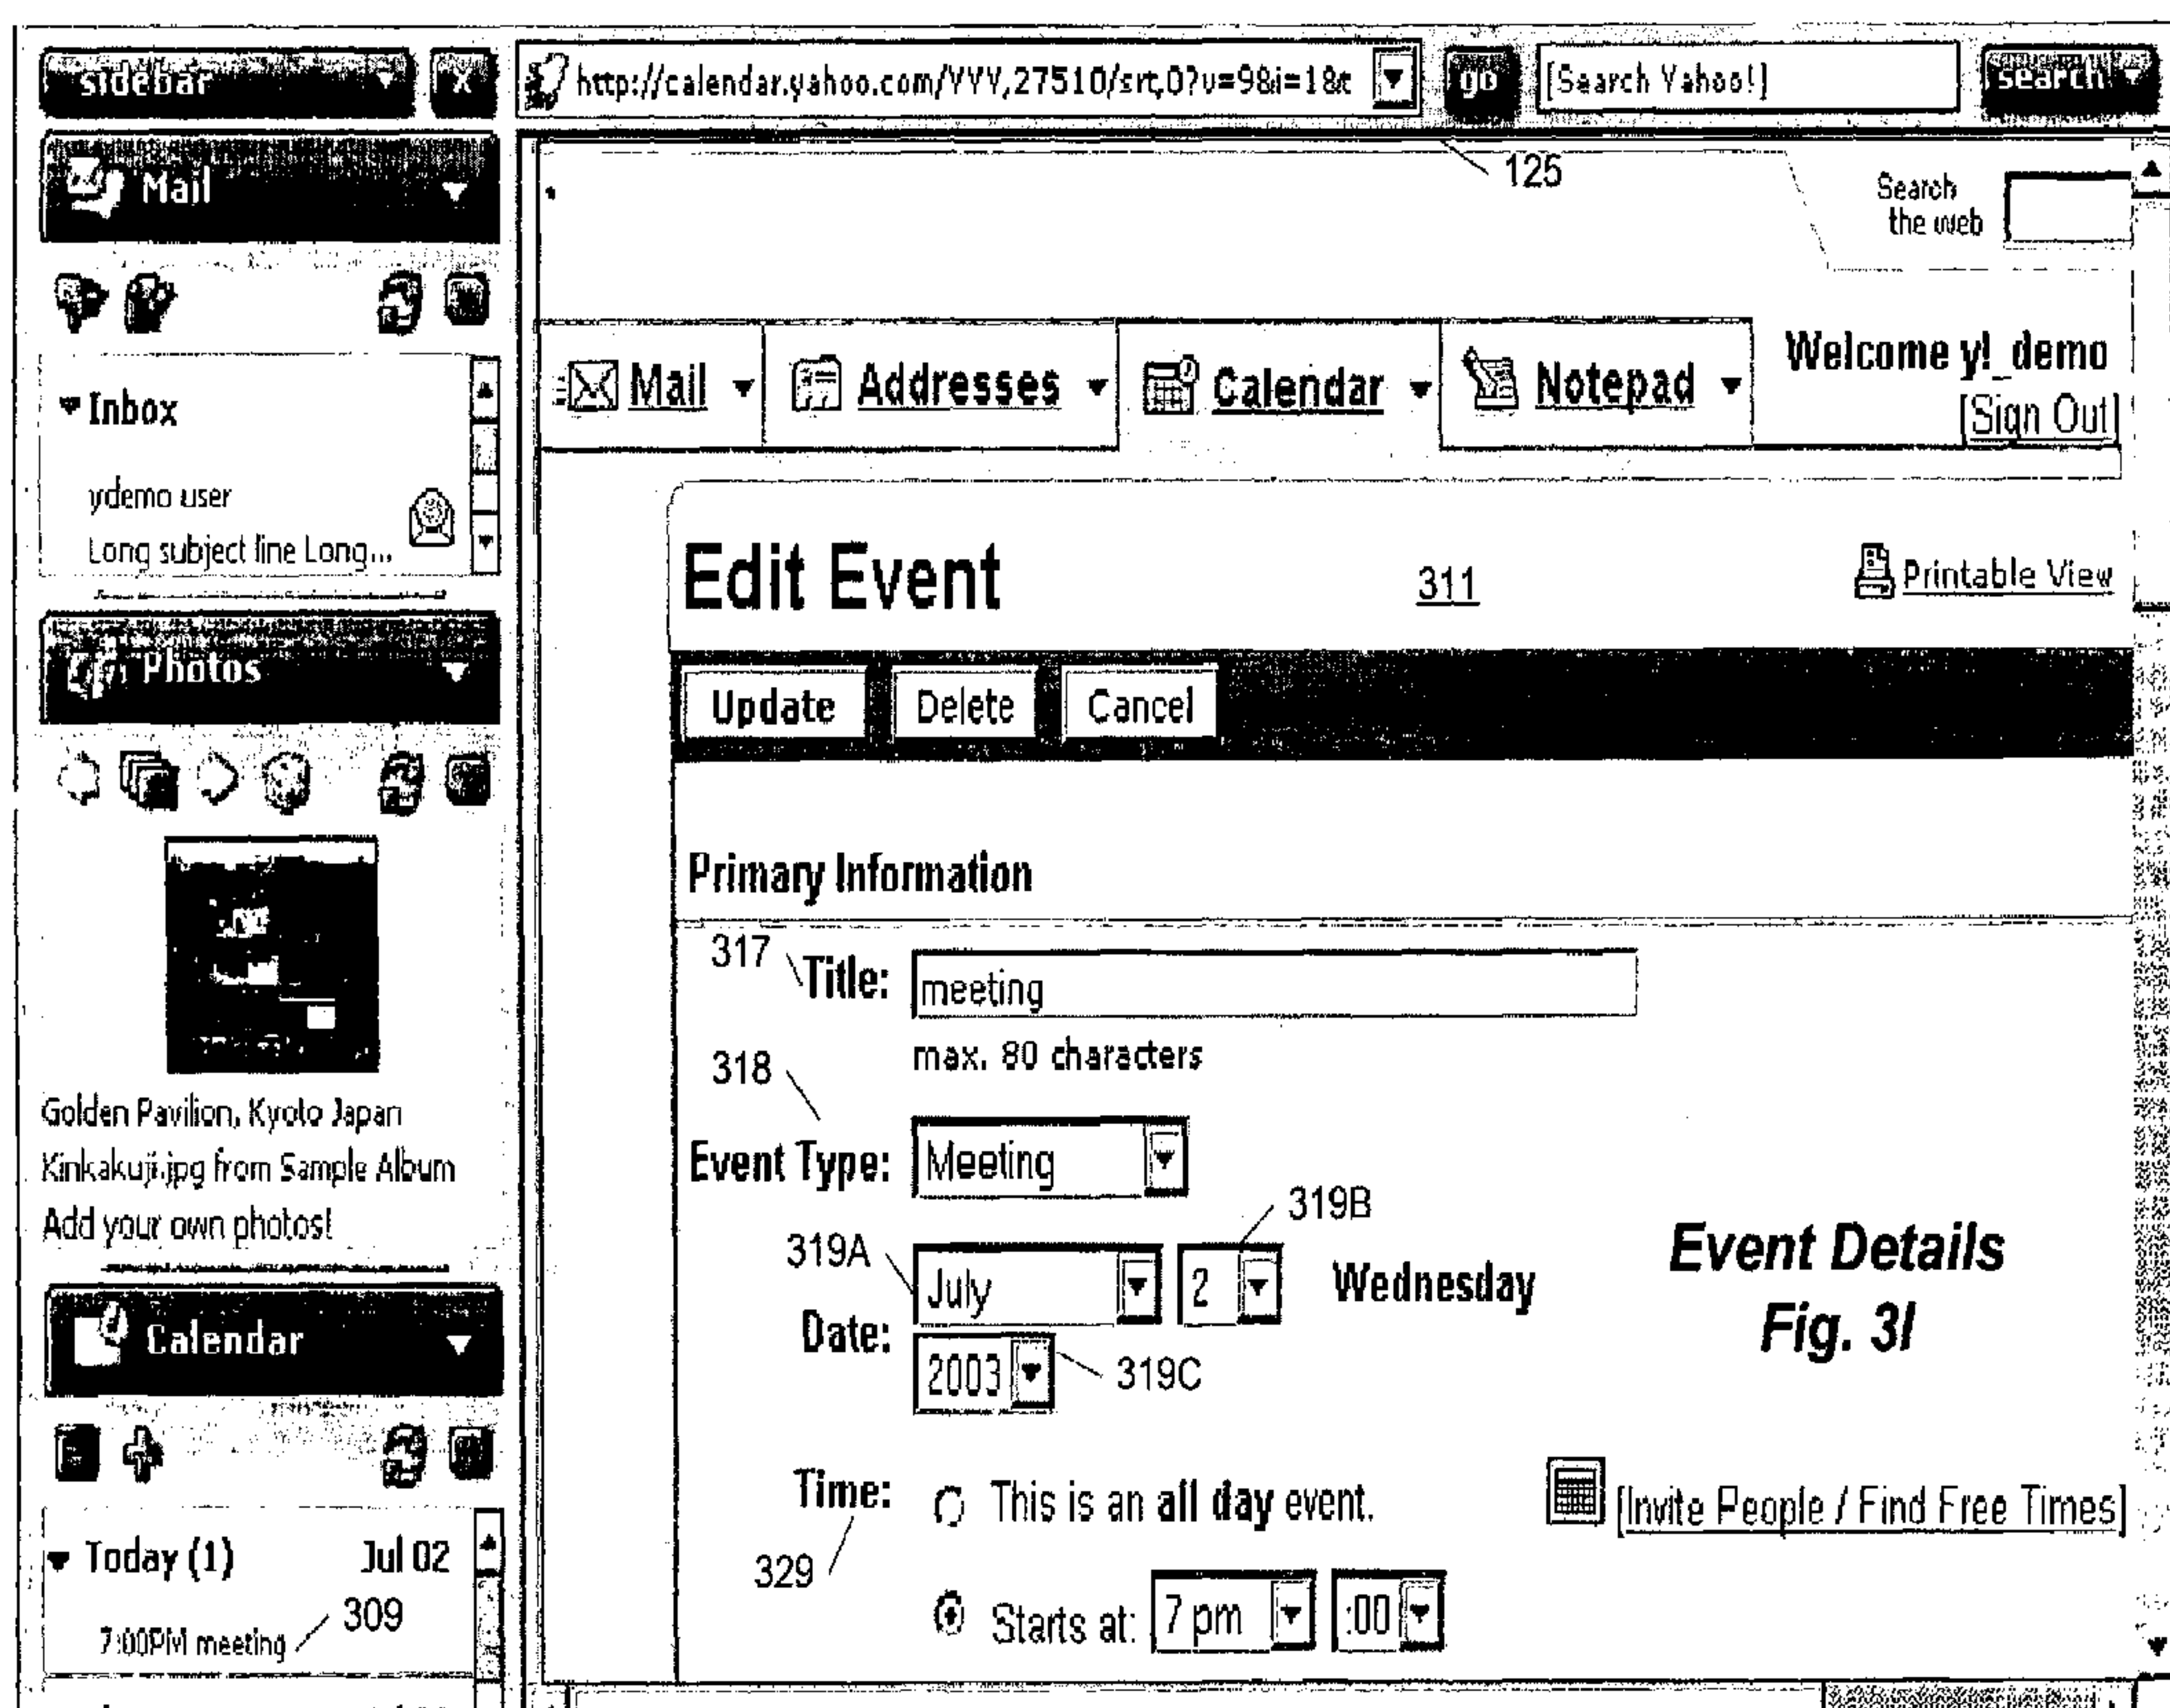 sidebar
x
http://calendar.yahoo.com/YYY,27510/srt,0?v=9&i=1&t
go
[Search Yahoo!]
search
Mail
125
Search
the web
Mail
Addresses
Calendar
Notepad
Welcome y!_demo
[Sign Out]
Inbox
ydemo user
Long subject line Long...
Edit Event
311
Printable View
Photos
Update
Delete
Cancel
Primary Information
317
Title:
meeting
max. 80 characters
318
Event Type:
Meeting
Golden Pavilion, Kyoto Japan
Kinkakuji.jpg from Sample Album
Add your own photos!
319A
319B
Date:
July
2
Wednesday
2003
319C
Event Details
Fig. 3I
Calendar
Time:
This is an all day event.
[Invite People / Find Free Times]
329
Starts at:
7 pm
:00
Today (1)
Jul 02
7:00PM meeting
309